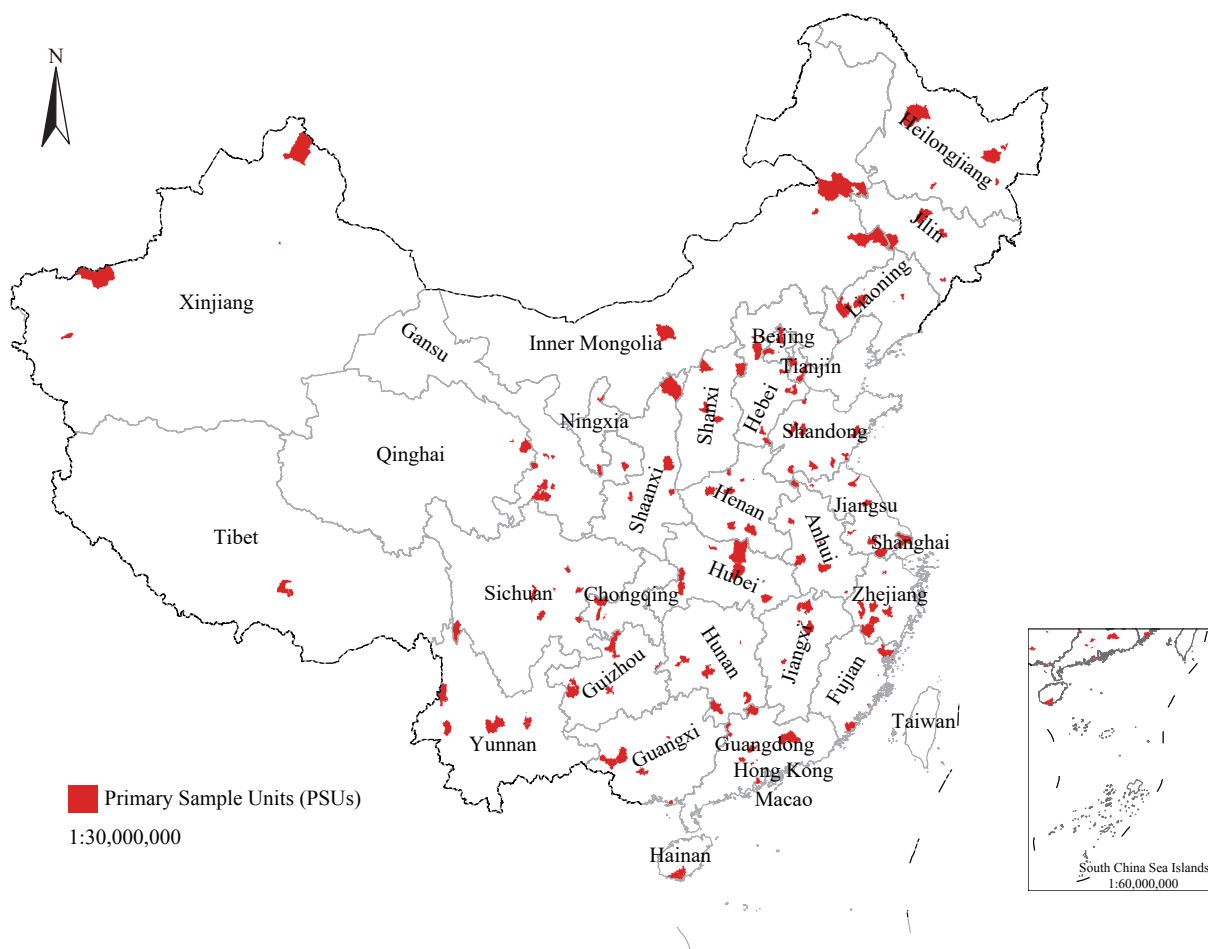 N
Heilongjiang
Jilin
Liaoning
Xinjiang
Gansu
Inner Mongolia
Beijing
Tianjin
Ningxia
Shanxi
Hebei
Shandong
Qinghai
Shaanxi
Henan
Jiangsu
Anhui
Shanghai
Tibet
Sichuan
Chongqing
Hubei
Zhejiang
Hunan
Jiangxi
Guizhou
Fujian
Taiwan
Yunnan
Guangxi
Guangdong
Hong Kong
Macao
Hainan
Primary Sample Units (PSUs)
1:30,000,000
South China Sea Islands
1:60,000,000